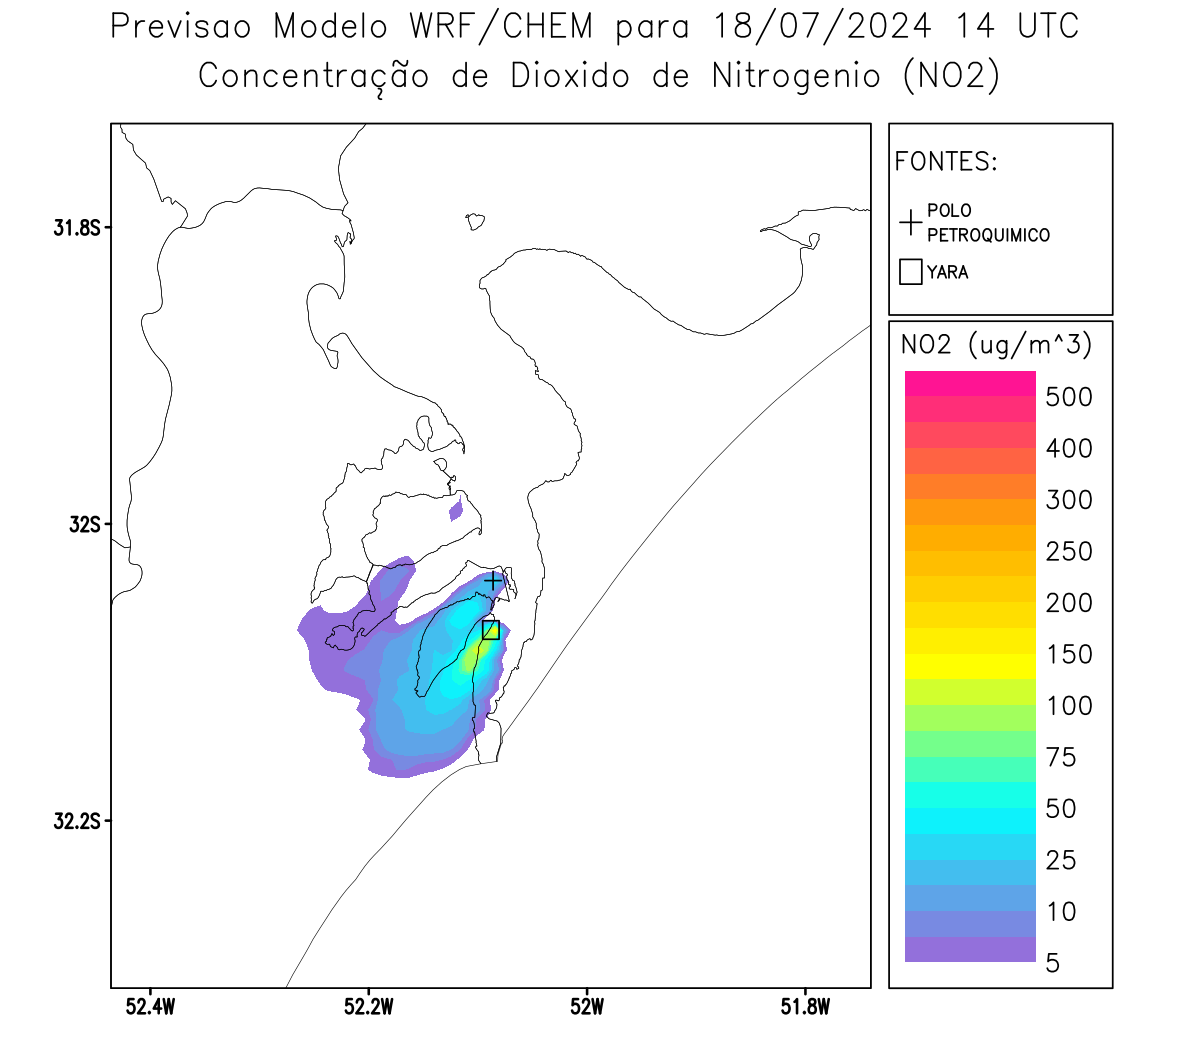 Previsao Modelo WRF/CHEM para 18/07/2024 14 UTC
Concentração de Dioxido de Nitrogenio (NO2)
FONTES:
POLO
PETROQUIMICO
YARA
NO2 (ug/m^3)
500
400
300
250
200
150
100
75
50
25
10
5
31.8S
32S
32.2S
52.4W
52.2W
52W
51.8W